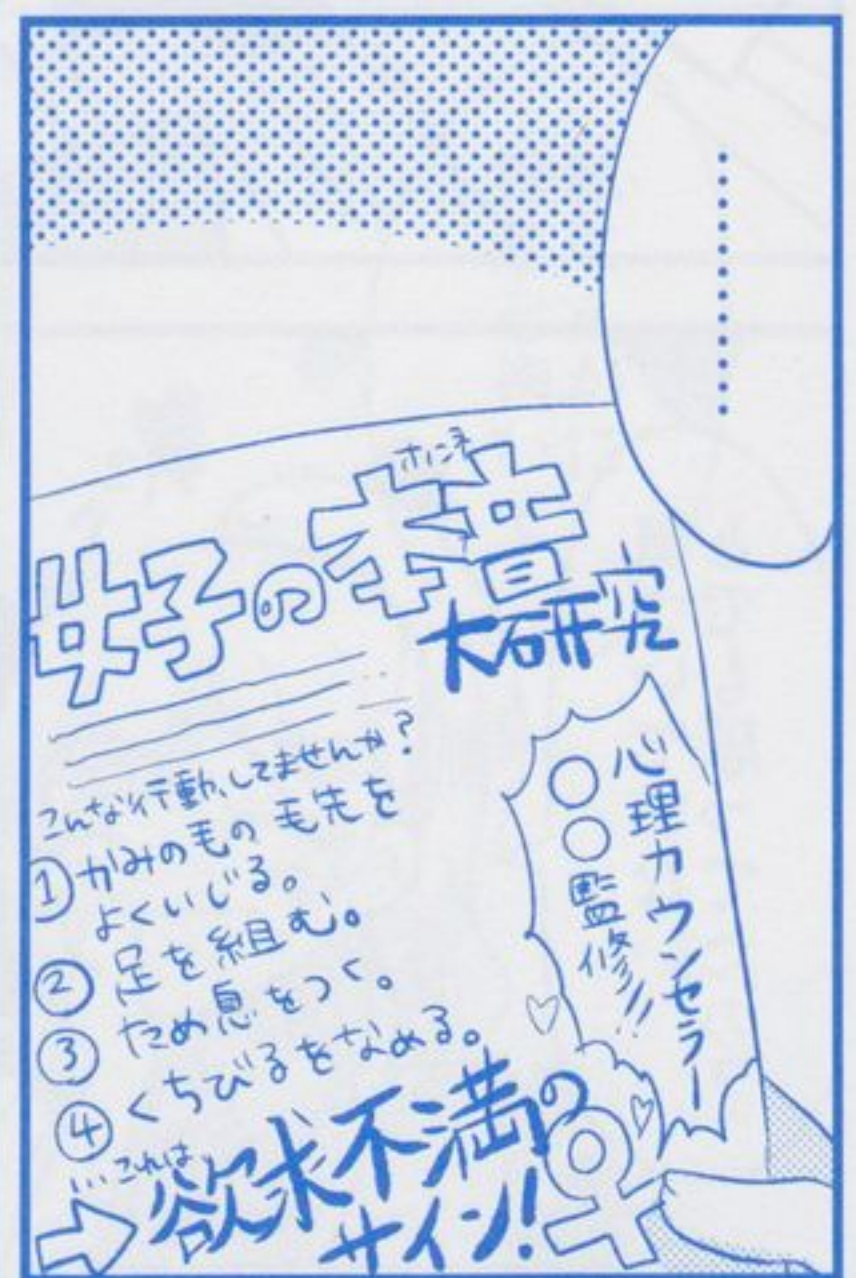 ………
ホンネ
女子の本音
大研究
こんな行動、してませんか？
①かみの毛の毛先を
よくいじる。
②足を組む。
③ため息をつく。
④くちびるをなめる。
…これは
⇨欲求不満の
サイン！
心理カウンセラー
〇〇監修!!